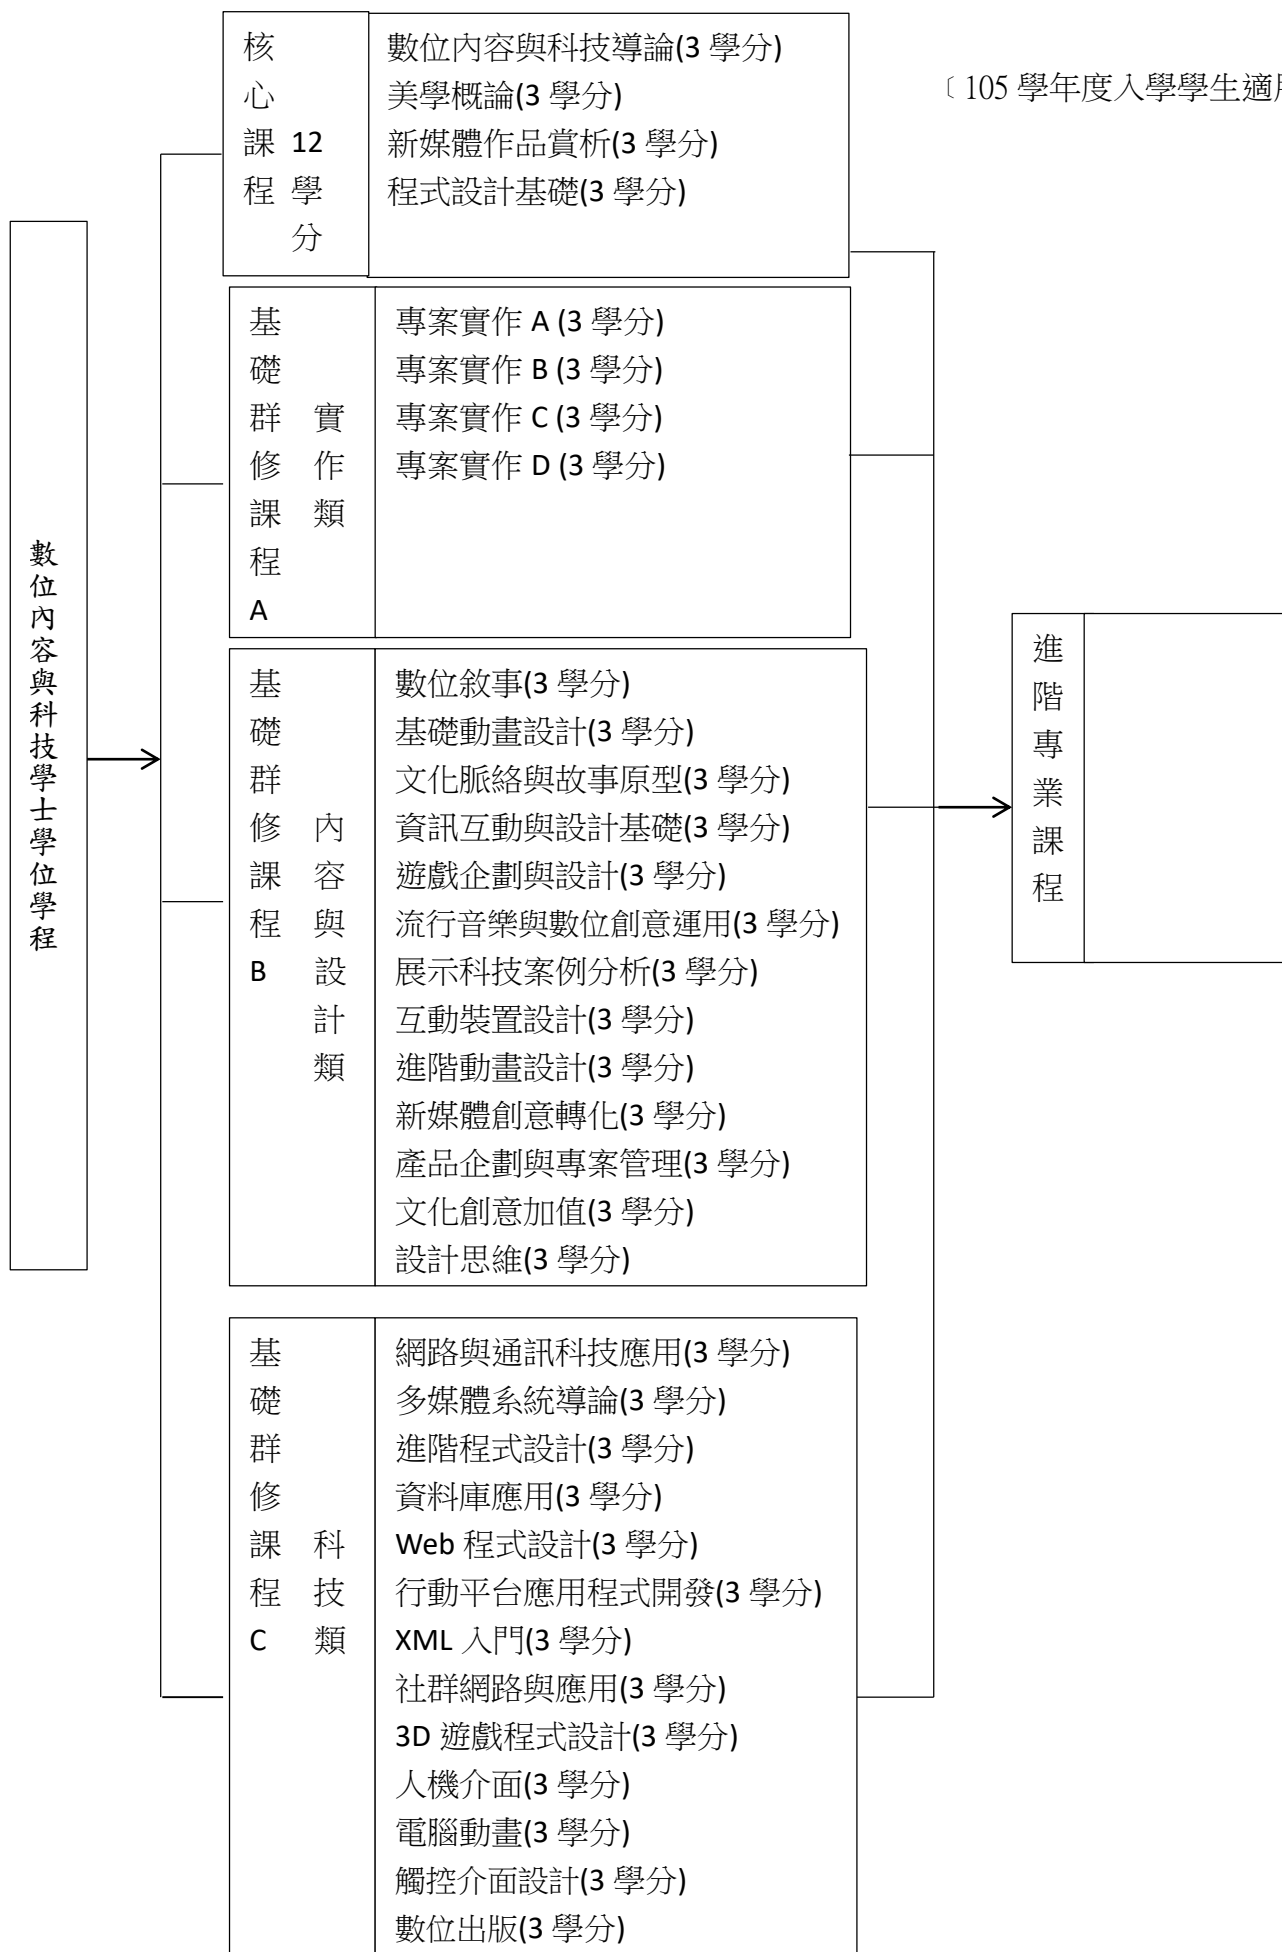 數位內容與科技學士學位學程
核心課程
12學分
數位內容與科技導論(3 學分)
美學概論(3 學分)
新媒體作品賞析(3 學分)
程式設計基礎(3 學分)
﹝105 學年度入學學生適
基礎群修課程A
實作類
專案實作 A (3 學分)
專案實作 B (3 學分)
專案實作 C (3 學分)
專案實作 D (3 學分)
基礎群修課程B
內容與設計類
數位敘事(3 學分)
基礎動畫設計(3 學分)
文化脈絡與故事原型(3 學分)
資訊互動與設計基礎(3 學分)
遊戲企劃與設計(3 學分)
流行音樂與數位創意運用(3 學分)
展示科技案例分析(3 學分)
互動裝置設計(3 學分)
進階動畫設計(3 學分)
新媒體創意轉化(3 學分)
產品企劃與專案管理(3 學分)
文化創意加值(3 學分)
設計思維(3 學分)
基礎群修課程C
科技類
網路與通訊科技應用(3 學分)
多媒體系統導論(3 學分)
進階程式設計(3 學分)
資料庫應用(3 學分)
Web 程式設計(3 學分)
行動平台應用程式開發(3 學分)
XML 入門(3 學分)
社群網路與應用(3 學分)
3D 遊戲程式設計(3 學分)
人機介面(3 學分)
電腦動畫(3 學分)
觸控介面設計(3 學分)
數位出版(3 學分)
進階專業課程